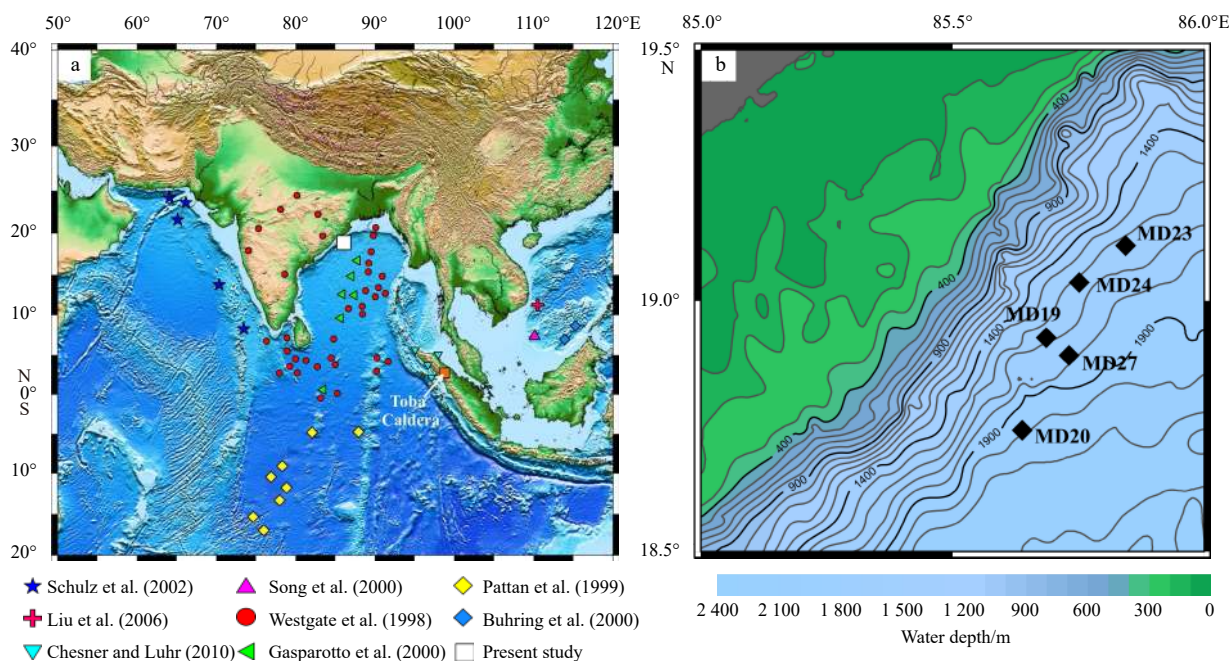 50° 60° 70° 80° 90° 100° 110° 120°E
40°
30°
20°
10°
N
0°
S
10°
20°
a
Toba
Caldera
Schulz et al. (2002) Song et al. (2000) Pattan et al. (1999)
Liu et al. (2006) Westgate et al. (1998) Buhring et al. (2000)
Chesner and Luhr (2010) Gasparotto et al. (2000) Present study
85.0° 85.5° 86.0°E
19.5°
N
19.0°
18.5°
b
400
1400
900
MD23
400
MD24
MD19
1400
1900
MD27
900
1900
MD20
400
1400
900
2 400 2 100 1 800 1 500 1 200 900 600 300 0
Water depth/m